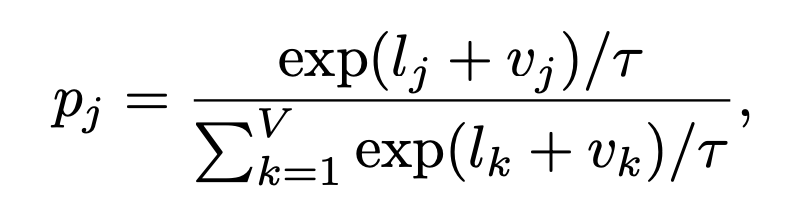 p_j = \frac{\exp(l_j + v_j)/\tau}{\sum_{k=1}^{V} \exp(l_k + v_k)/\tau},